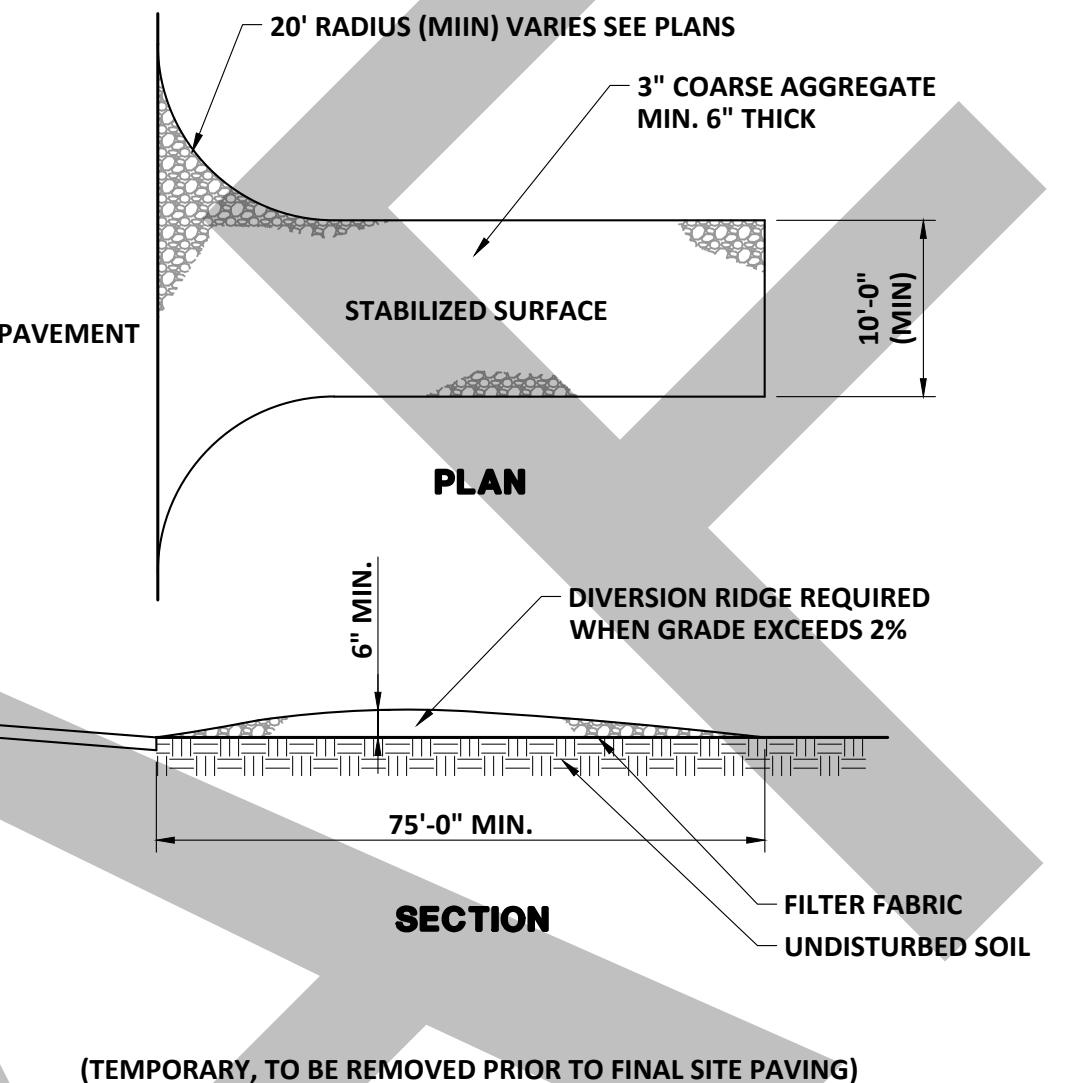 20' RADIUS (MIIN) VARIES SEE PLANS
3" COARSE AGGREGATE
MIN. 6" THICK
PAVEMENT
STABILIZED SURFACE
10'-0"
(MIN)
PLAN
6" MIN.
DIVERSION RIDGE REQUIRED
WHEN GRADE EXCEEDS 2%
75'-0" MIN.
FILTER FABRIC
SECTION
UNDISTURBED SOIL
(TEMPORARY, TO BE REMOVED PRIOR TO FINAL SITE PAVING)